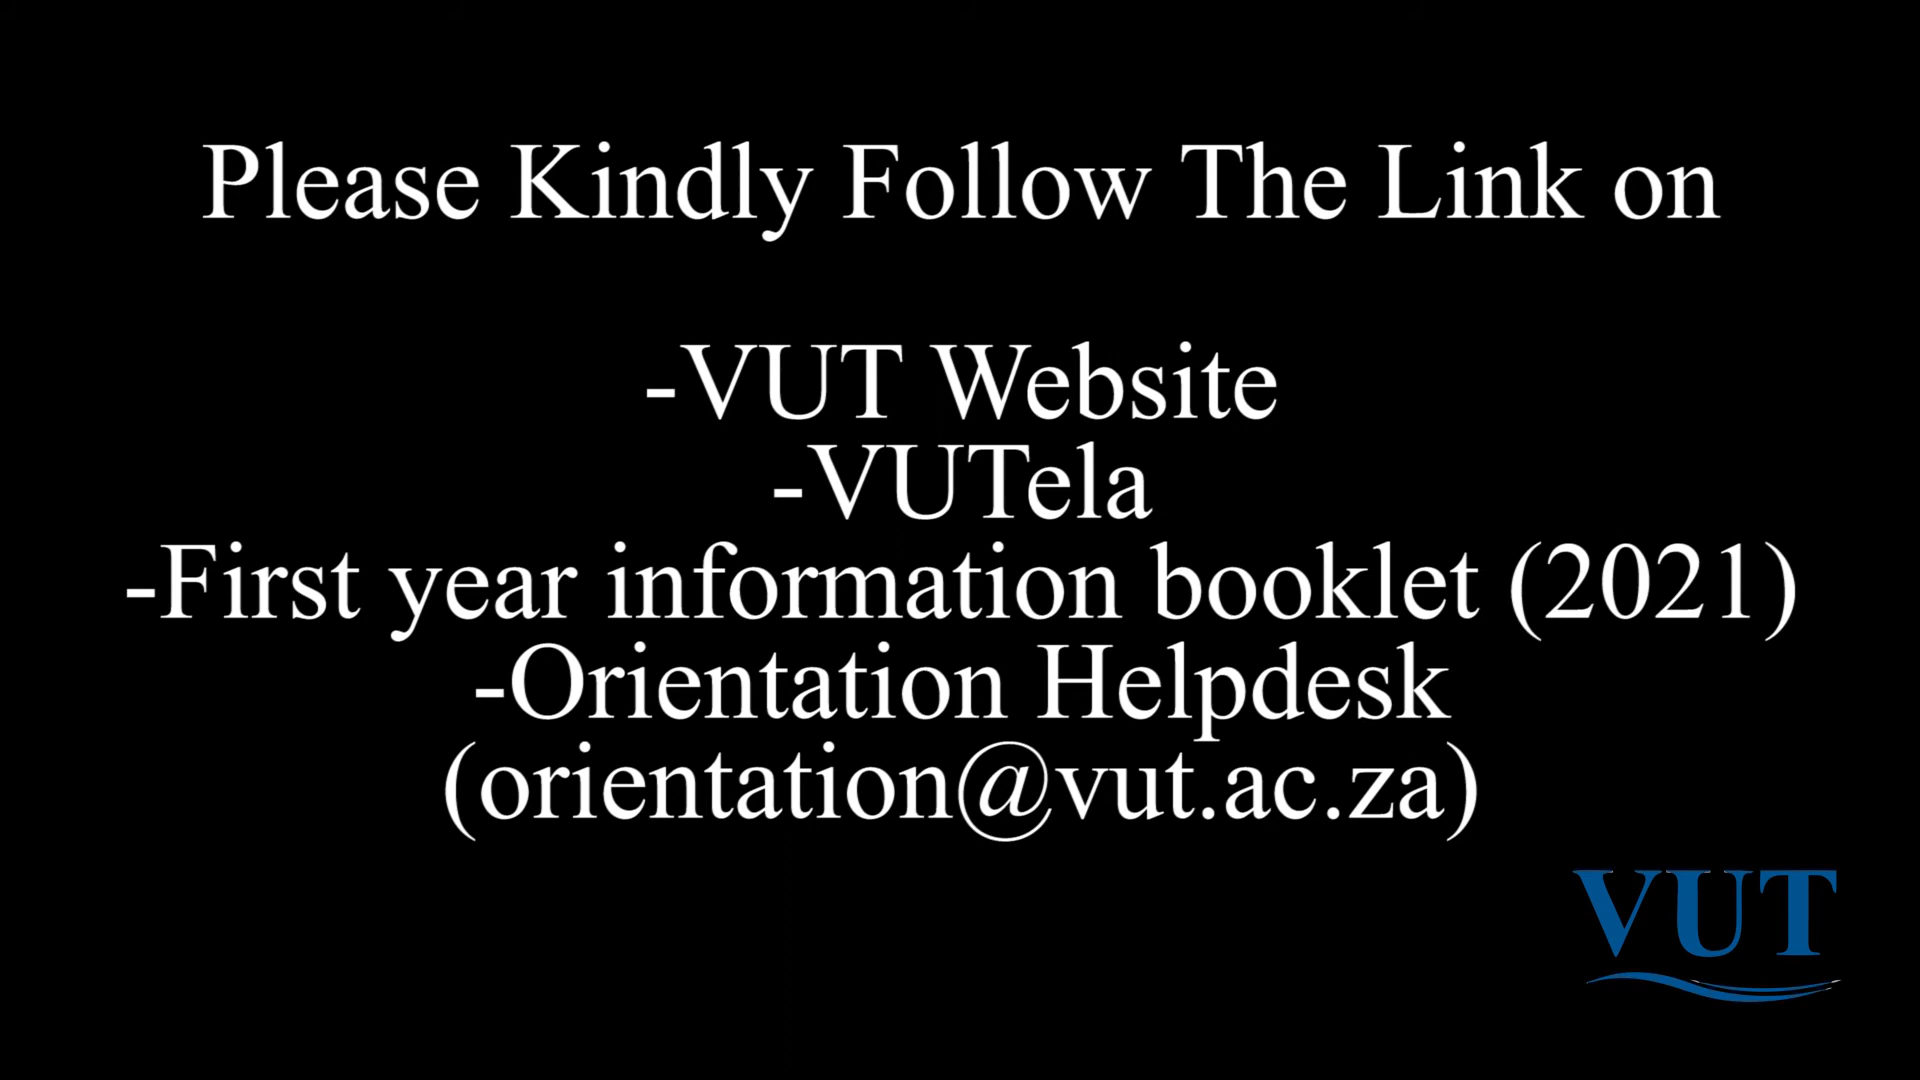 Please Kindly Follow The Link on
-VUT Website
-VUTela
-First year information booklet (2021)
-Orientation Helpdesk
(orientation@vut.ac.za)
VUT